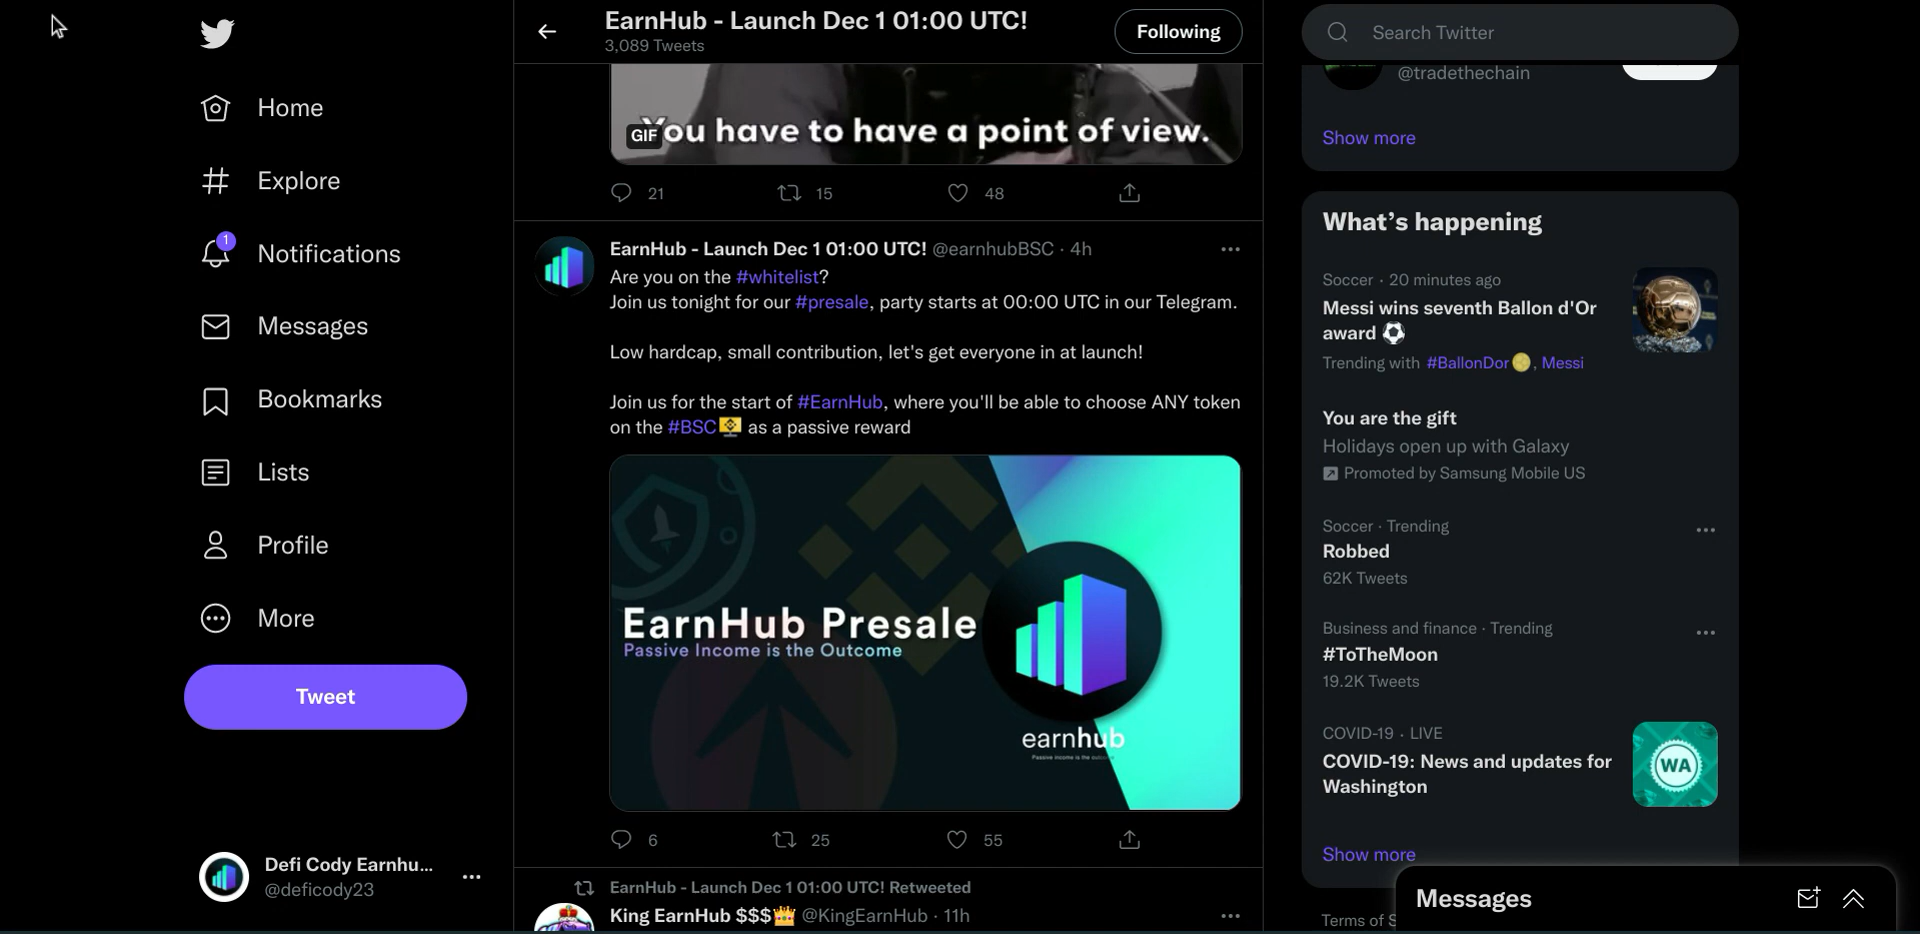 Home
Explore
1
Notifications
Messages
Bookmarks
Lists
Profile
More
Tweet
Defi Cody Earnhu...
@deficody23
EarnHub - Launch Dec 1 01:00 UTC!
3,089 Tweets
Following
GIF
You have to have a point of view.
21 15 48
EarnHub - Launch Dec 1 01:00 UTC! @earnhubBSC · 4h
Are you on the #whitelist?
Join us tonight for our #presale, party starts at 00:00 UTC in our Telegram.
Low hardcap, small contribution, let's get everyone in at launch!
Join us for the start of #EarnHub, where you'll be able to choose ANY token
on the #BSC as a passive reward
EarnHub Presale
Passive Income is the Outcome
earnhub
Passive income is the outcome
6 25 55
EarnHub - Launch Dec 1 01:00 UTC! Retweeted
King EarnHub $$$👑 @KingEarnHub · 11h
Search Twitter
@tradethechain
Show more
What's happening
Soccer · 20 minutes ago
Messi wins seventh Ballon d'Or
award ⚽
Trending with #BallonDor, Messi
You are the gift
Holidays open up with Galaxy
Promoted by Samsung Mobile US
Soccer · Trending
Robbed
62K Tweets
Business and finance · Trending
#ToTheMoon
19.2K Tweets
COVID-19 · LIVE
COVID-19: News and updates for
Washington
WA
Show more
Terms of S
Messages